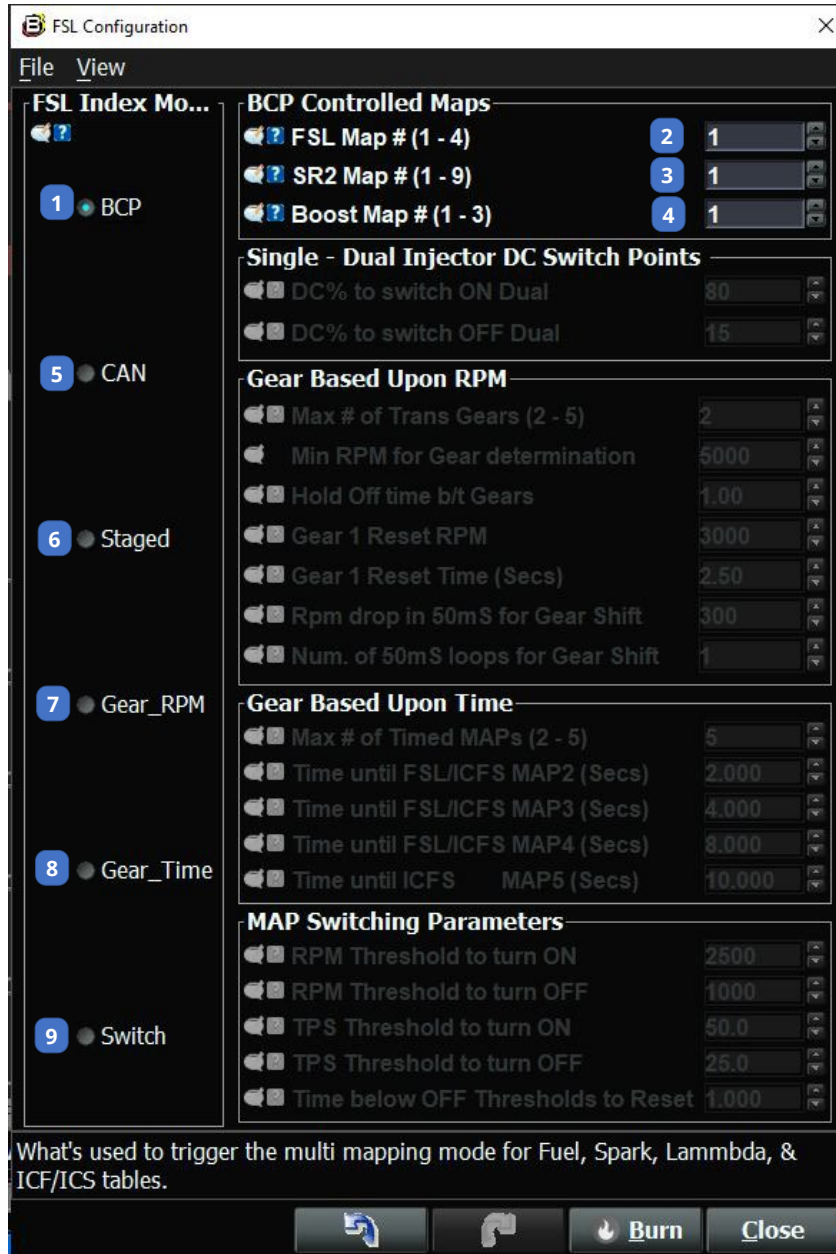 FSL Configuration
File View
FSL Index Mo...
1 BCP
5 CAN
6 Staged
7 Gear_RPM
8 Gear_Time
9 Switch
BCP Controlled Maps
FSL Map # (1 - 4) 2 1
SR2 Map # (1 - 9) 3 1
Boost Map # (1 - 3) 4 1
Single - Dual Injector DC Switch Points
DC% to switch ON Dual 80
DC% to switch OFF Dual 15
Gear Based Upon RPM
Max # of Trans Gears (2 - 5) 2
Min RPM for Gear determination 5000
Hold Off time b/t Gears 1.00
Gear 1 Reset RPM 3000
Gear 1 Reset Time (Secs) 2.50
Rpm drop in 50mS for Gear Shift 300
Num. of 50mS loops for Gear Shift 1
Gear Based Upon Time
Max # of Timed MAPs (2 - 5) 5
Time until FSL/ICFS MAP2 (Secs) 2.000
Time until FSL/ICFS MAP3 (Secs) 4.000
Time until FSL/ICFS MAP4 (Secs) 8.000
Time until ICFS MAP5 (Secs) 10.000
MAP Switching Parameters
RPM Threshold to turn ON 2500
RPM Threshold to turn OFF 1000
TPS Threshold to turn ON 50.0
TPS Threshold to turn OFF 25.0
Time below OFF Thresholds to Reset 1.000
What's used to trigger the multi mapping mode for Fuel, Spark, Lammbda, &
ICF/ICS tables.
Burn Close